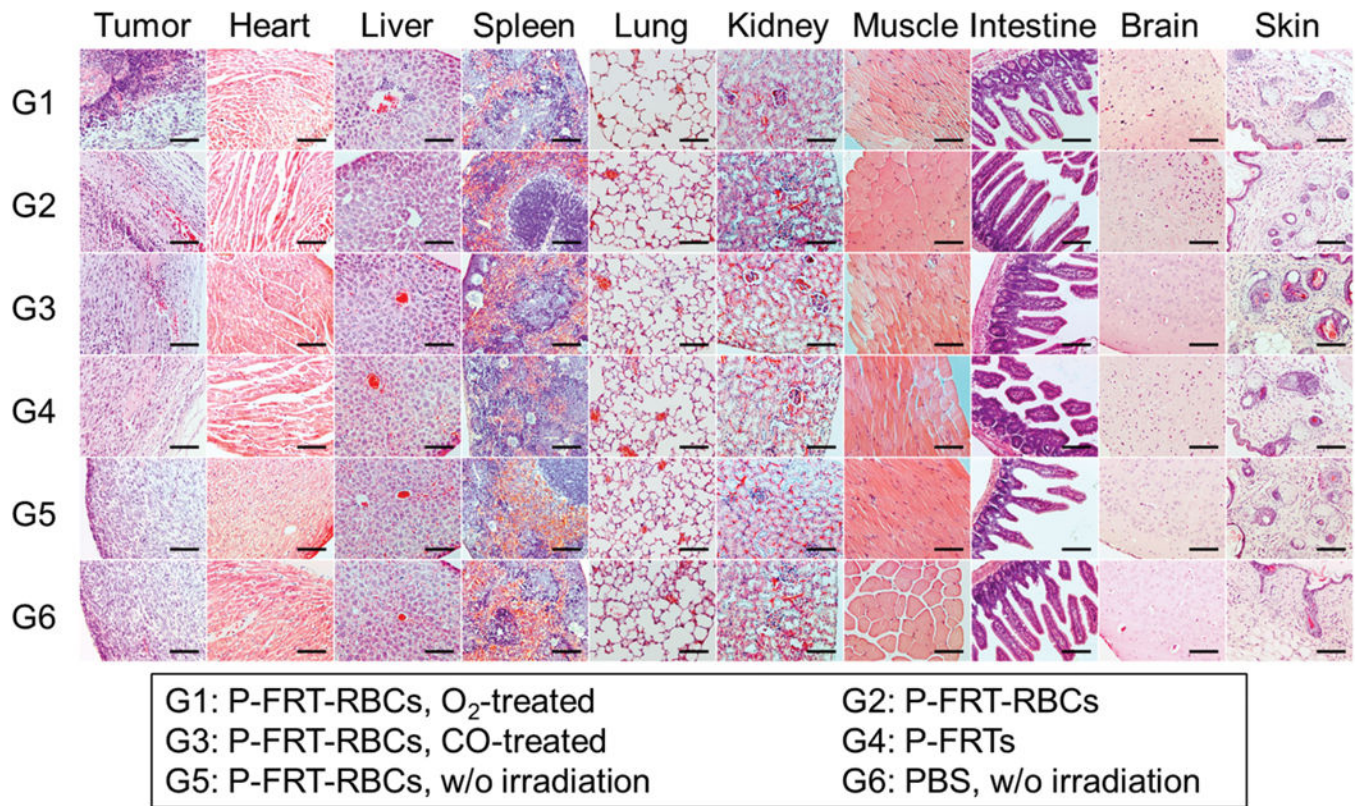 Tumor Heart Liver Spleen Lung Kidney Muscle Intestine Brain Skin
G1
G2
G3
G4
G5
G6
G1: P-FRT-RBCs, O₂-treated G2: P-FRT-RBCs
G3: P-FRT-RBCs, CO-treated G4: P-FRTs
G5: P-FRT-RBCs, w/o irradiation G6: PBS, w/o irradiation